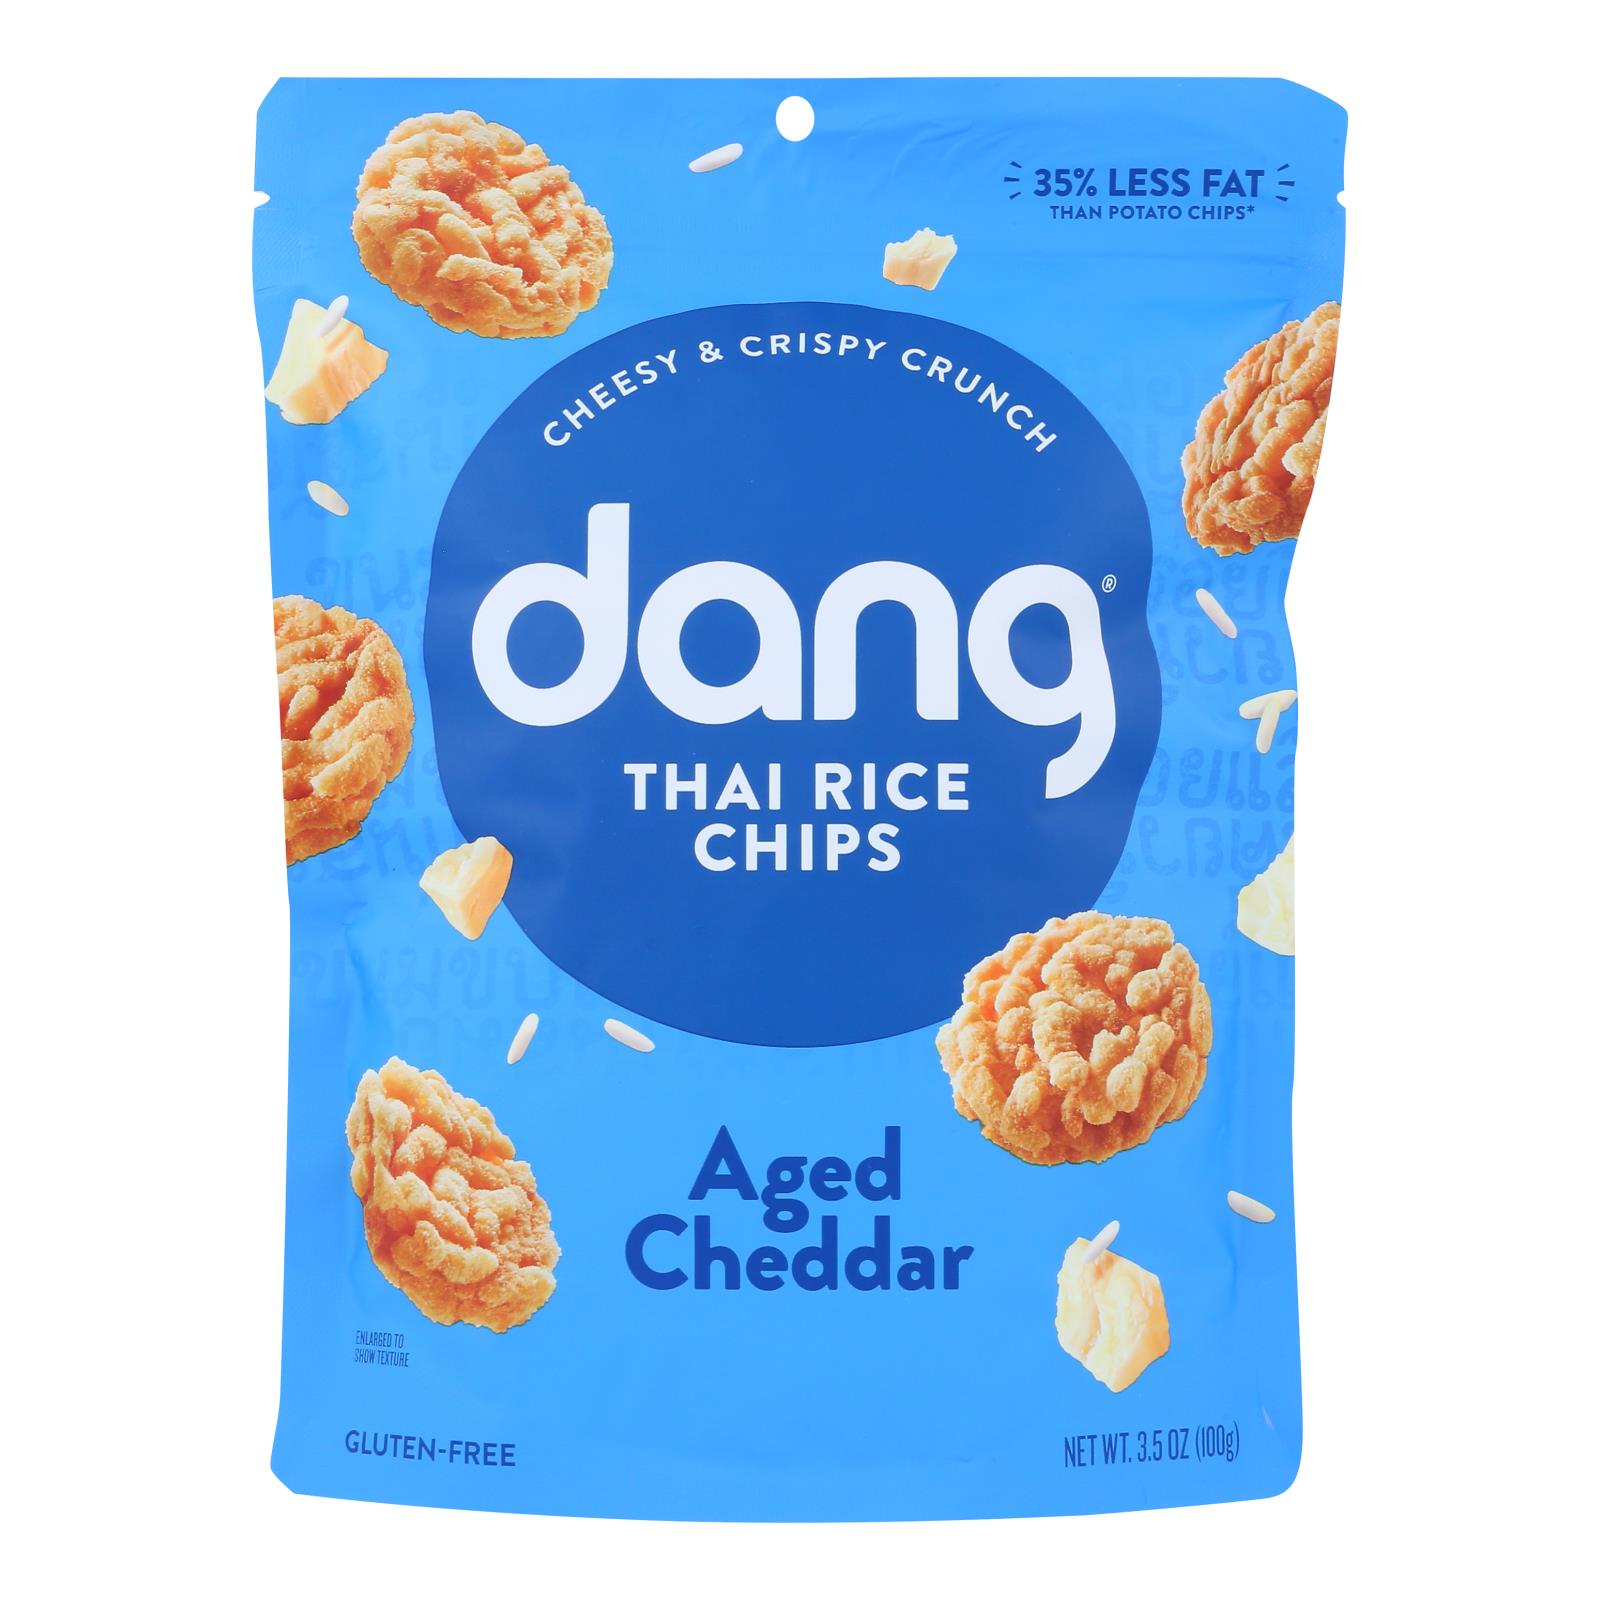 35% LESS FAT
THAN POTATO CHIPS*
CHEESY & CRISPY CRUNCH
dang®
THAI RICE
CHIPS
Aged
Cheddar
ENLARGED TO
SHOW TEXTURE
GLUTEN-FREE
NET WT. 3.5 OZ (100g)